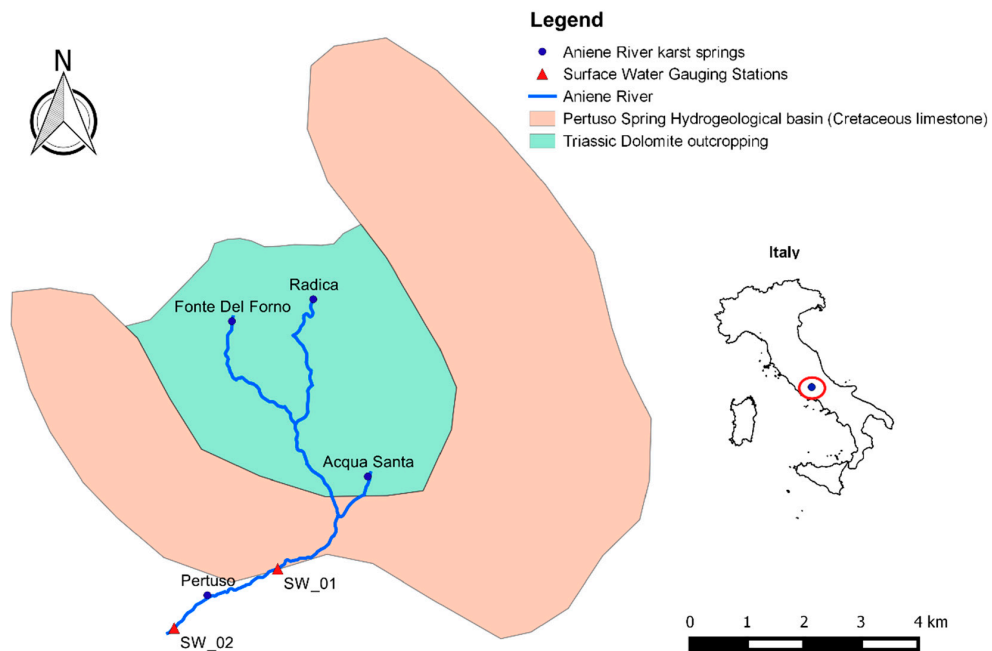 Legend
N
Aniene River karst springs
Surface Water Gauging Stations
Aniene River
Pertuso Spring Hydrogeological basin (Cretaceous limestone)
Triassic Dolomite outcropping
Italy
Radica
Fonte Del Forno
Acqua Santa
Pertuso
SW_01
SW_02
0 1 2 3 4 km